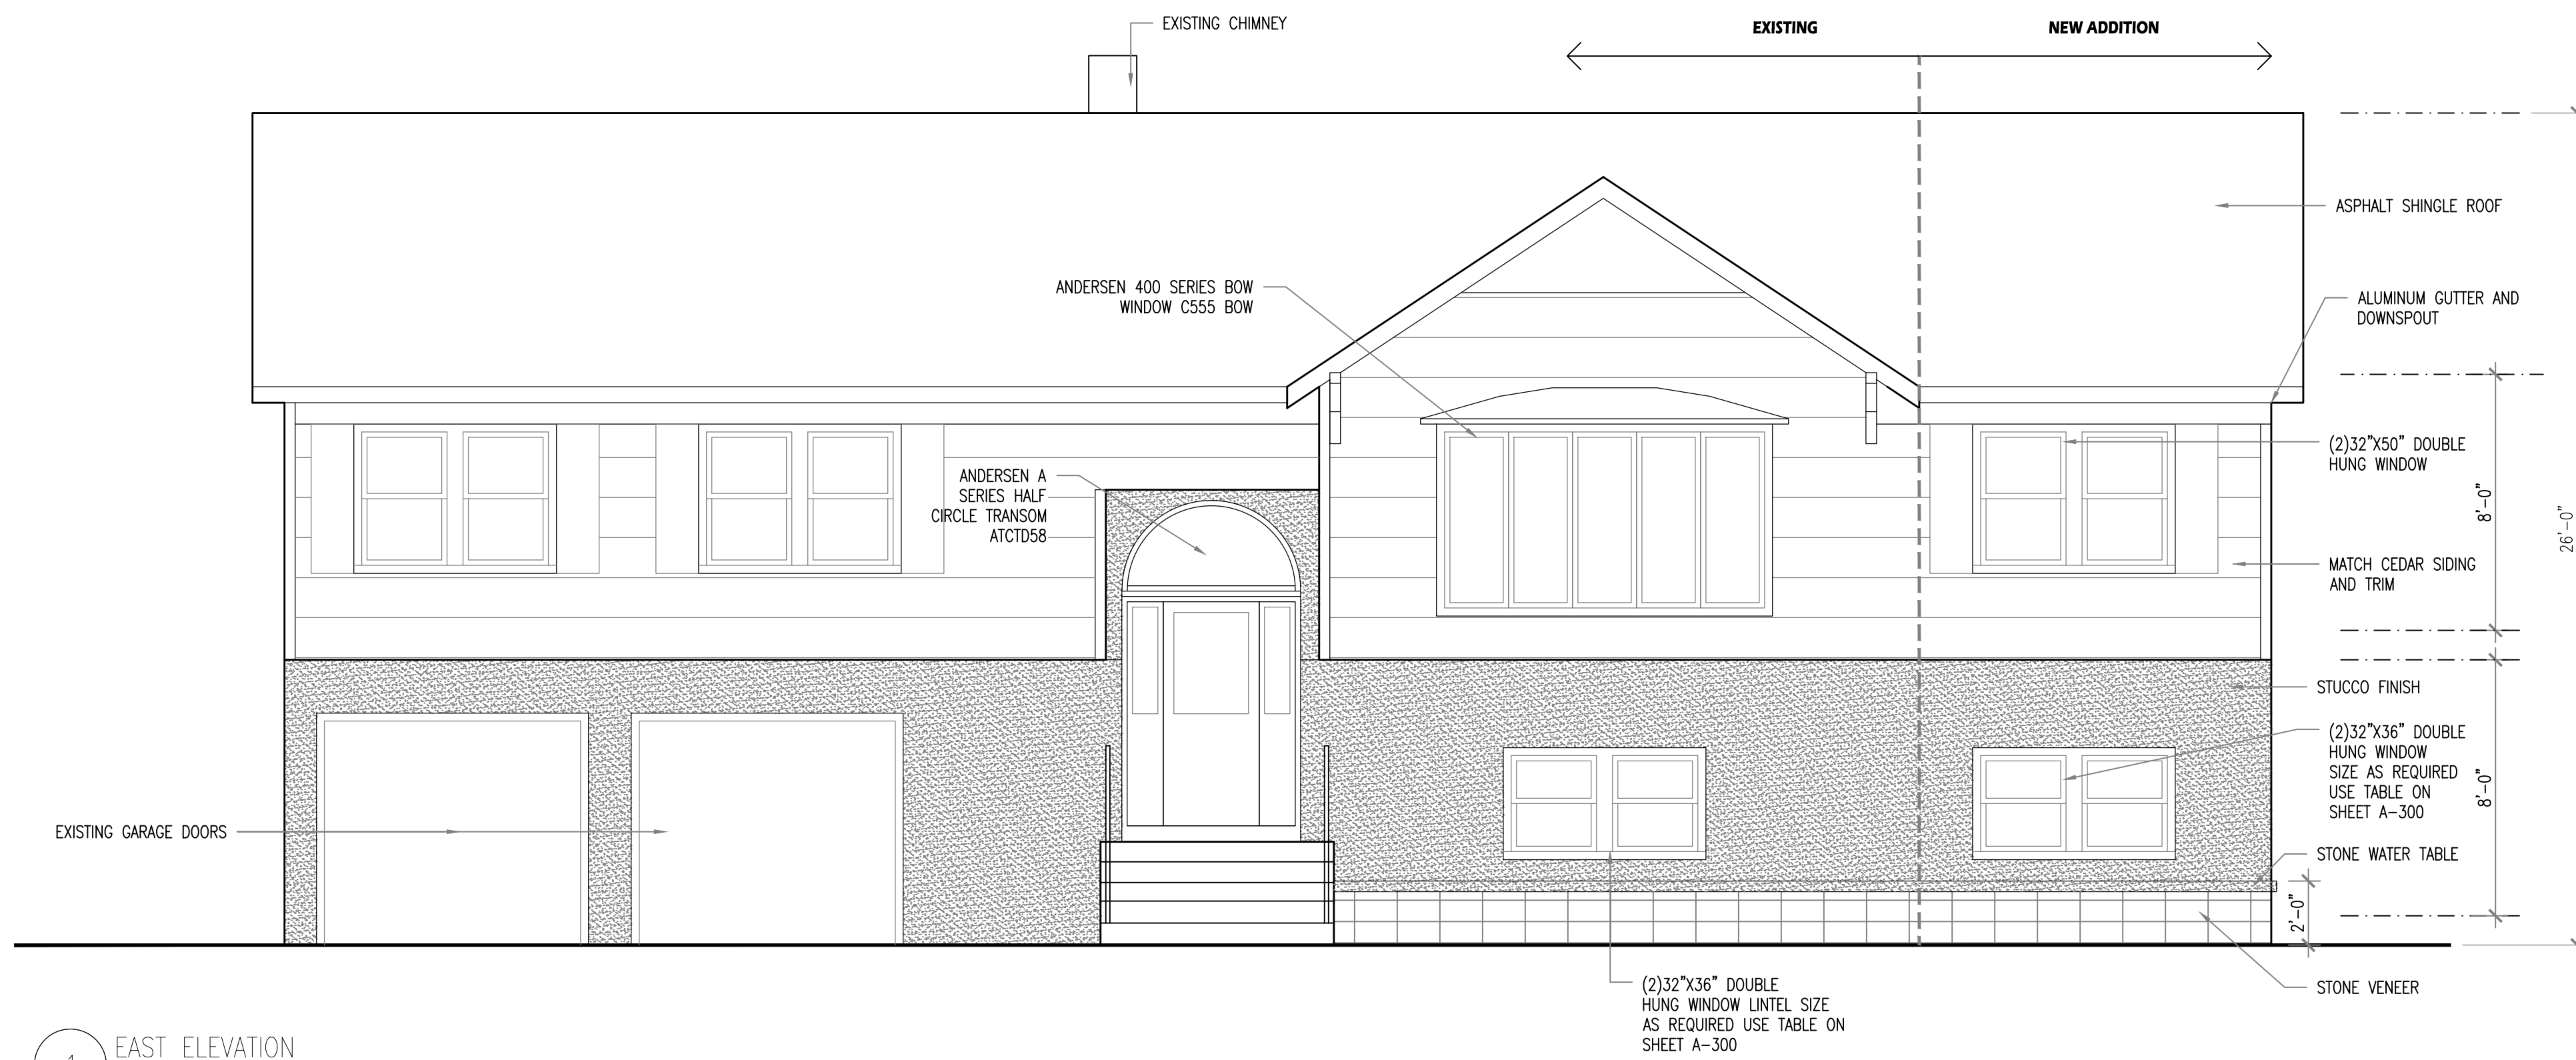 EXISTING CHIMNEY
EXISTING
NEW ADDITION
ASPHALT SHINGLE ROOF
ANDERSEN 400 SERIES BOW
WINDOW C555 BOW
ALUMINUM GUTTER AND
DOWNSPOUT
(2)32"X50" DOUBLE
HUNG WINDOW
8'-0"
26'-0"
ANDERSEN A
SERIES HALF
CIRCLE TRANSOM
ATCTD58
MATCH CEDAR SIDING
AND TRIM
STUCCO FINISH
(2)32"X36" DOUBLE
HUNG WINDOW
SIZE AS REQUIRED
USE TABLE ON
SHEET A-300
8'-0"
EXISTING GARAGE DOORS
STONE WATER TABLE
2'-0"
STONE VENEER
(2)32"X36" DOUBLE
HUNG WINDOW LINTEL SIZE
AS REQUIRED USE TABLE ON
SHEET A-300
1
EAST ELEVATION